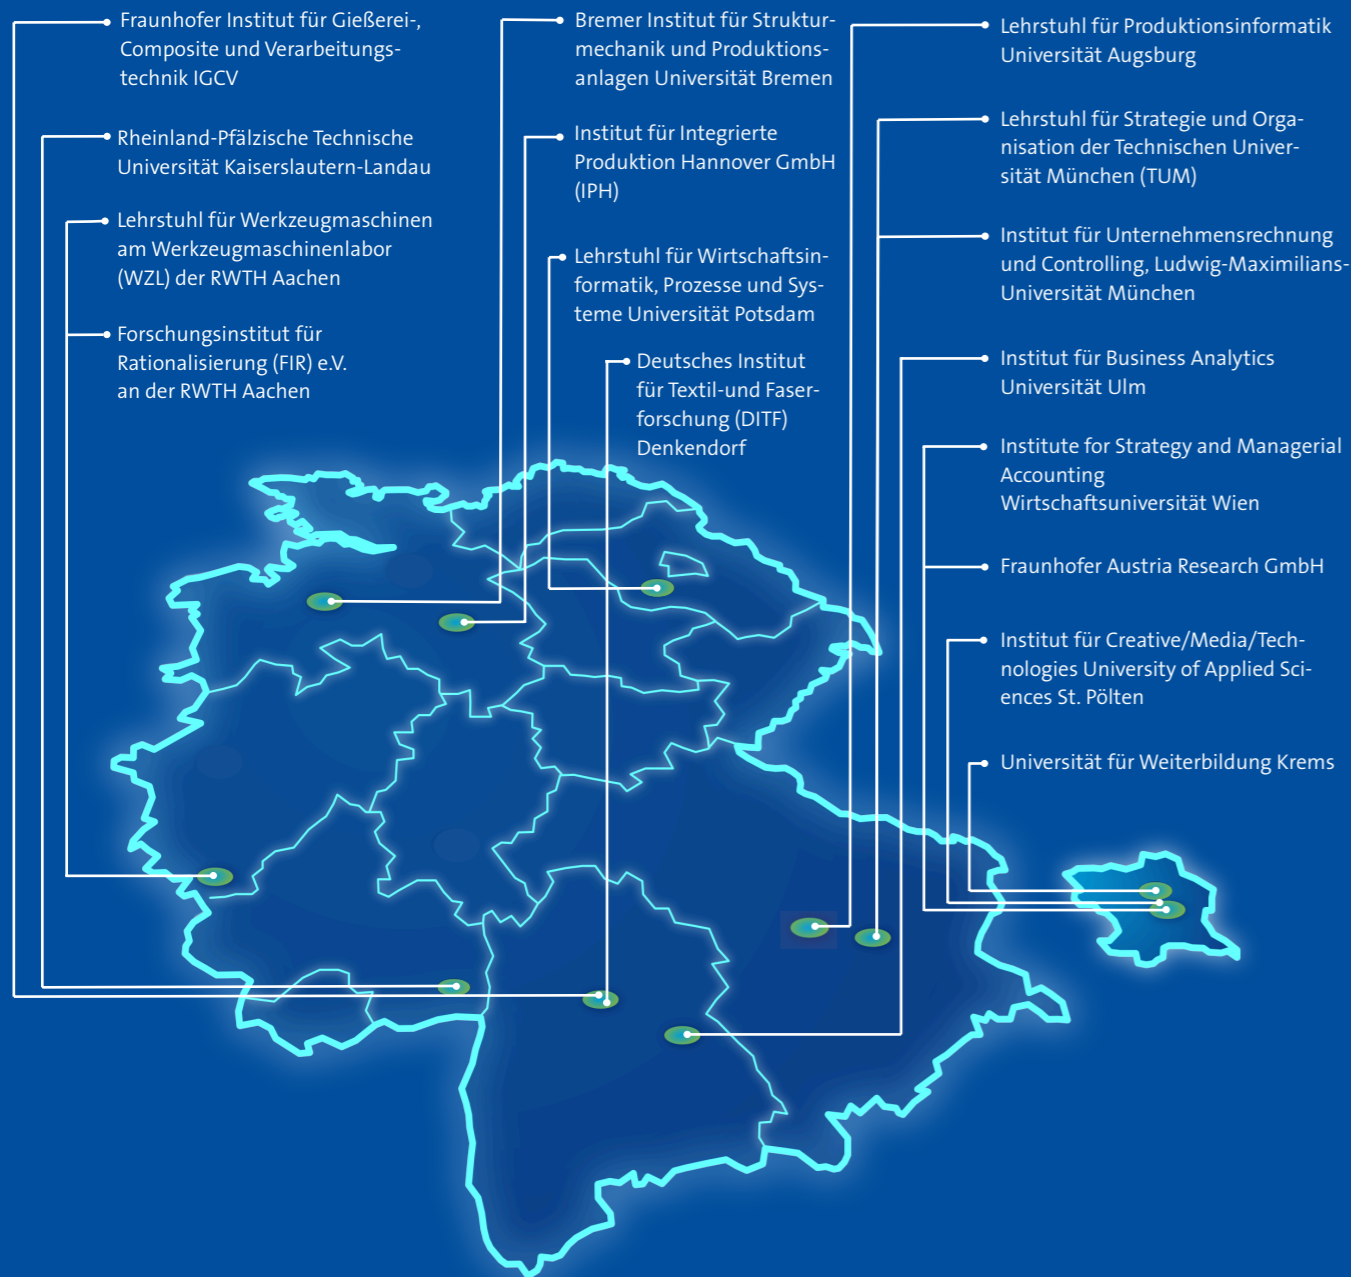 Fraunhofer Institut für Gießerei-,
Composite und Verarbeitungs-
technik IGCV
Rheinland-Pfälzische Technische
Universität Kaiserslautern-Landau
Lehrstuhl für Werkzeugmaschinen
am Werkzeugmaschinenlabor
(WZL) der RWTH Aachen
Forschungsinstitut für
Rationalisierung (FIR) e.V.
an der RWTH Aachen
Bremer Institut für Struktur-
mechanik und Produktions-
anlagen Universität Bremen
Institut für Integrierte
Produktion Hannover GmbH
(IPH)
Lehrstuhl für Wirtschaftsin-
formatik, Prozesse und Sys-
teme Universität Potsdam
Deutsches Institut
für Textil-und Faser-
forschung (DITF)
Denkendorf
Lehrstuhl für Produktionsinformatik
Universität Augsburg
Lehrstuhl für Strategie und Orga-
nisation der Technischen Univer-
sität München (TUM)
Institut für Unternehmensrechnung
und Controlling, Ludwig-Maximilians-
Universität München
Institut für Business Analytics
Universität Ulm
Institute for Strategy and Managerial
Accounting
Wirtschaftsuniversität Wien
Fraunhofer Austria Research GmbH
Institut für Creative/Media/Tech-
nologies University of Applied Sci-
ences St. Pölten
Universität für Weiterbildung Krems